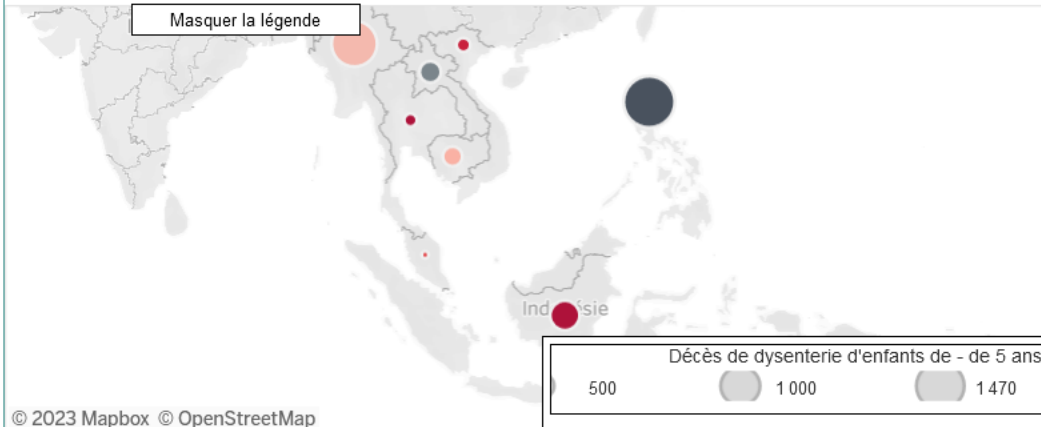 Masquer la légende
Indonésie
Décès de dysenterie d'enfants de - de 5 ans
500 1 000 1 470
© 2023 Mapbox © OpenStreetMap